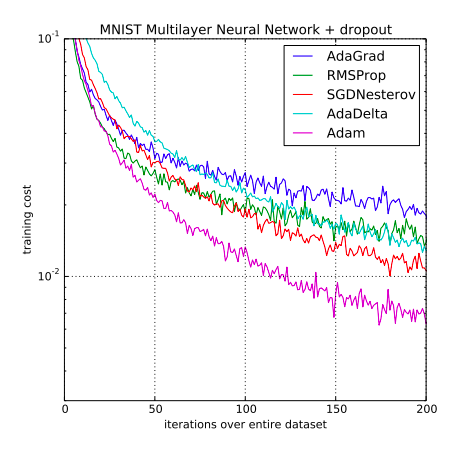 MNIST Multilayer Neural Network + dropout
10^-1
AdaGrad
RMSProp
SGDNesterov
AdaDelta
Adam
training cost
10^-2
0 50 100 150 200
iterations over entire dataset